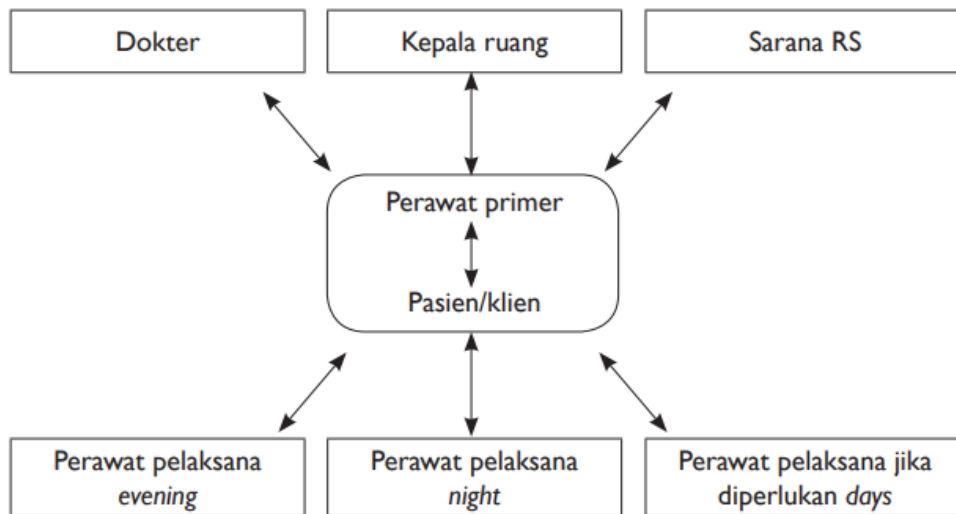 Dokter
Kepala ruang
Sarana RS
Perawat primer
Pasien/klien
Perawat pelaksana
evening
Perawat pelaksana
night
Perawat pelaksana jika
diperlukan days